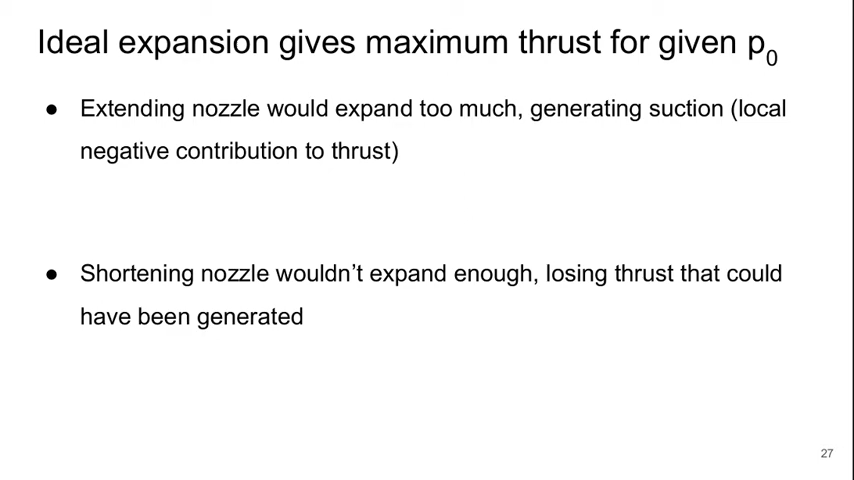 Ideal expansion gives maximum thrust for given p0
● Extending nozzle would expand too much, generating suction (local
negative contribution to thrust)
● Shortening nozzle wouldn’t expand enough, losing thrust that could
have been generated
27